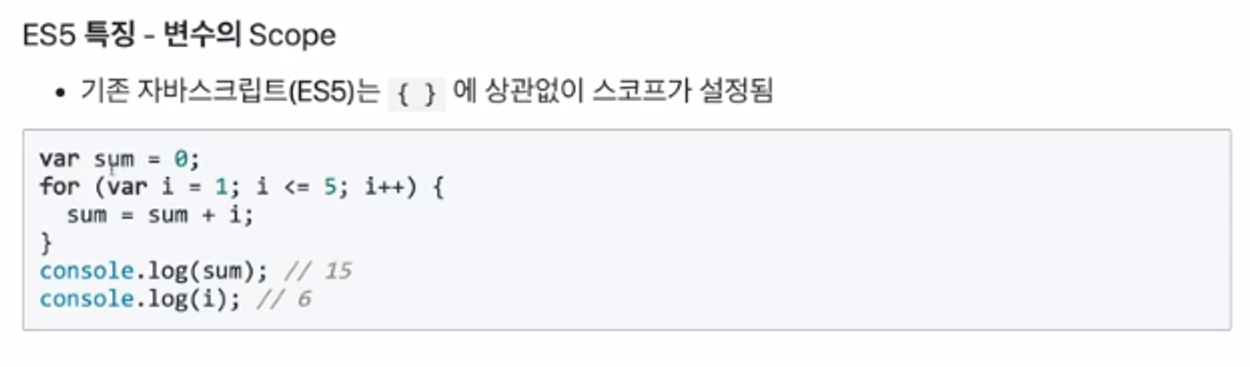 ES5 특징 - 변수의 Scope
• 기존 자바스크립트(ES5)는 { } 에 상관없이 스코프가 설정됨
var sum = 0;
for (var i = 1; i <= 5; i++) {
  sum = sum + i;
}
console.log(sum); // 15
console.log(i); // 6